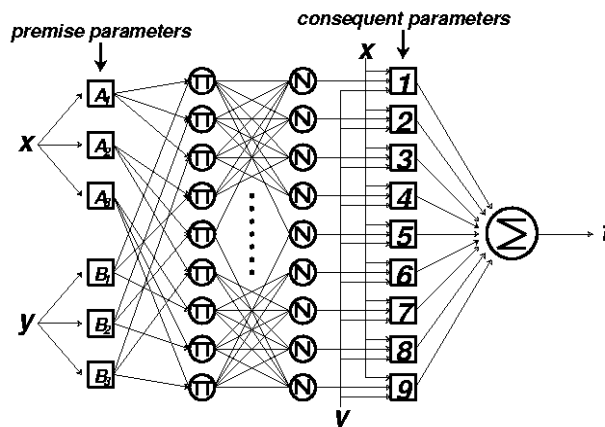 premise parameters
consequent parameters
x
x
y
y
A1
A2
A3
B1
B2
B3
Π
Π
Π
Π
Π
Π
Π
Π
Π
N
N
N
N
N
N
N
N
N
1
2
3
4
5
6
7
8
9
Σ